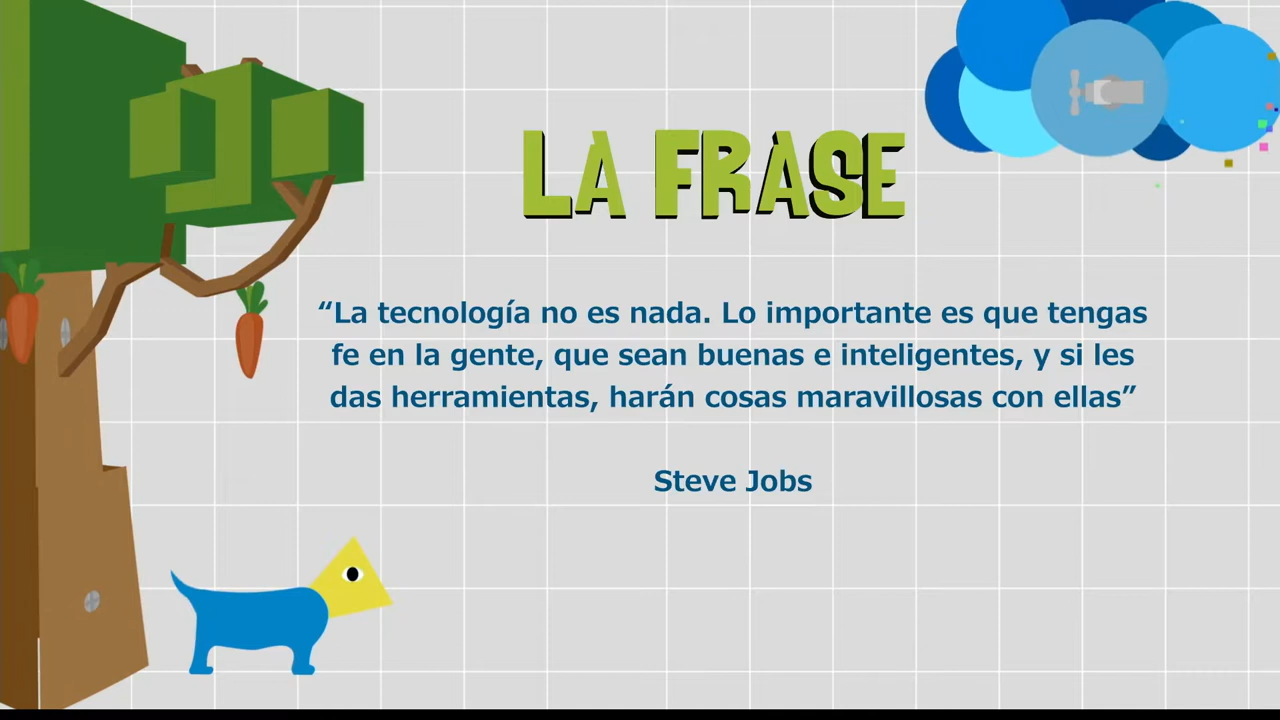 LA FRASE
“La tecnología no es nada. Lo importante es que tengas
fe en la gente, que sean buenas e inteligentes, y si les
das herramientas, harán cosas maravillosas con ellas”
Steve Jobs